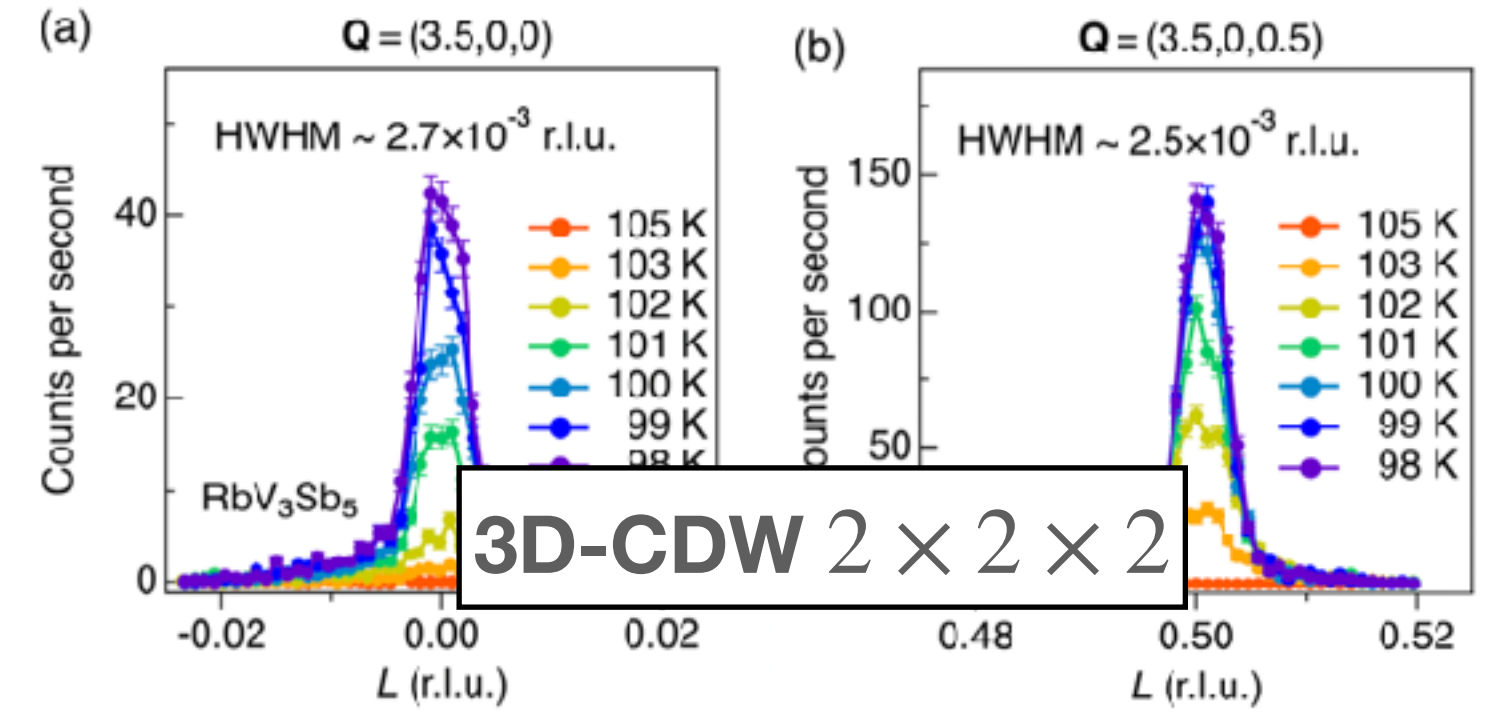 (a)
Q = (3.5,0,0)
HWHM ~ 2.7×10⁻³ r.l.u.
Counts per second
40
20
0
105 K
103 K
102 K
101 K
100 K
99 K
98 K
RbV₃Sb₅
-0.02
0.00
0.02
L (r.l.u.)
(b)
Q = (3.5,0,0.5)
HWHM ~ 2.5×10⁻³ r.l.u.
ounts per second
150
100
50
105 K
103 K
102 K
101 K
100 K
99 K
98 K
0.48
0.50
0.52
L (r.l.u.)
3D-CDW 2 × 2 × 2